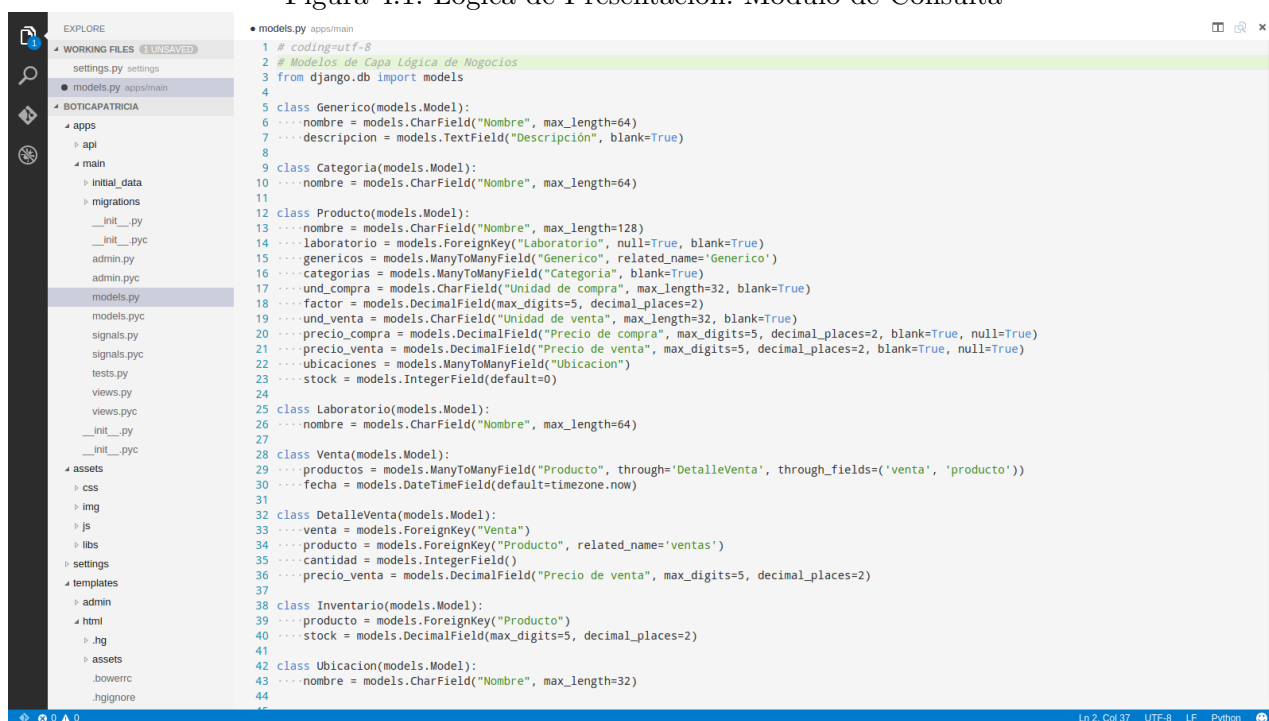 Figura 4.1: Lógica de Presentación: Módulo de Consulta
EXPLORE
WORKING FILES 1 UNSAVED
settings.py settings
models.py apps/main
BOTICAPATRICIA
apps
api
main
initial_data
migrations
__init__.py
__init__.pyc
admin.py
admin.pyc
models.py
models.pyc
signals.py
signals.pyc
tests.py
views.py
views.pyc
__init__.py
__init__.pyc
assets
css
img
js
libs
settings
templates
admin
html
.hg
assets
.bowerrc
.hgignore
models.py apps/main
1 # coding=utf-8
2 # Modelos de Capa Lógica de Nogocios
3 from django.db import models
4
5 class Generico(models.Model):
6 ····nombre = models.CharField("Nombre", max_length=64)
7 ····descripcion = models.TextField("Descripción", blank=True)
8
9 class Categoria(models.Model):
10 ····nombre = models.CharField("Nombre", max_length=64)
11
12 class Producto(models.Model):
13 ····nombre = models.CharField("Nombre", max_length=128)
14 ····laboratorio = models.ForeignKey("Laboratorio", null=True, blank=True)
15 ····genericos = models.ManyToManyField("Generico", related_name='Generico')
16 ····categorias = models.ManyToManyField("Categoria", blank=True)
17 ····und_compra = models.CharField("Unidad de compra", max_length=32, blank=True)
18 ····factor = models.DecimalField(max_digits=5, decimal_places=2)
19 ····und_venta = models.CharField("Unidad de venta", max_length=32, blank=True)
20 ····precio_compra = models.DecimalField("Precio de compra", max_digits=5, decimal_places=2, blank=True, null=True)
21 ····precio_venta = models.DecimalField("Precio de venta", max_digits=5, decimal_places=2, blank=True, null=True)
22 ····ubicaciones = models.ManyToManyField("Ubicacion")
23 ····stock = models.IntegerField(default=0)
24
25 class Laboratorio(models.Model):
26 ····nombre = models.CharField("Nombre", max_length=64)
27
28 class Venta(models.Model):
29 ····productos = models.ManyToManyField("Producto", through='DetalleVenta', through_fields=('venta', 'producto'))
30 ····fecha = models.DateTimeField(default=timezone.now)
31
32 class DetalleVenta(models.Model):
33 ····venta = models.ForeignKey("Venta")
34 ····producto = models.ForeignKey("Producto", related_name='ventas')
35 ····cantidad = models.IntegerField()
36 ····precio_venta = models.DecimalField("Precio de venta", max_digits=5, decimal_places=2)
37
38 class Inventario(models.Model):
39 ····producto = models.ForeignKey("Producto")
40 ····stock = models.DecimalField(max_digits=5, decimal_places=2)
41
42 class Ubicacion(models.Model):
43 ····nombre = models.CharField("Nombre", max_length=32)
44
0 0 Ln 2, Col 37 UTF-8 LF Python